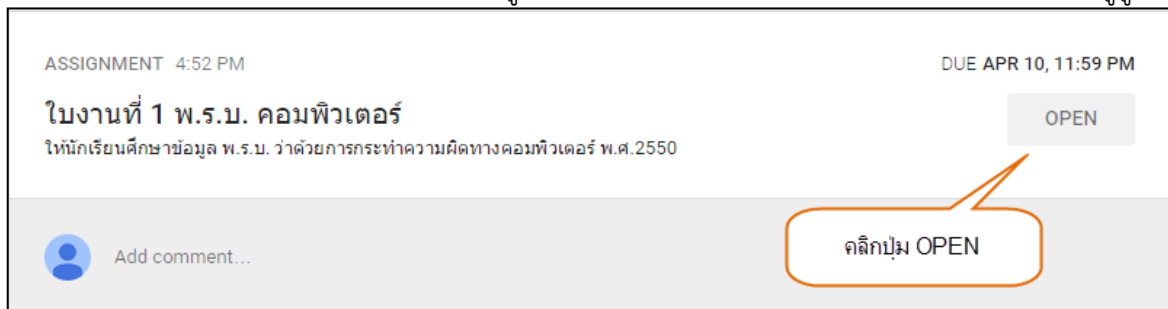 ASSIGNMENT 4:52 PM
DUE APR 10, 11:59 PM
ใบงานที่ 1 พ.ร.บ. คอมพิวเตอร์
OPEN
ให้นักเรียนศึกษาข้อมูล พ.ร.บ. ว่าด้วยการกระทำความผิดทางคอมพิวเตอร์ พ.ศ.2550
คลิกปุ่ม OPEN
Add comment...